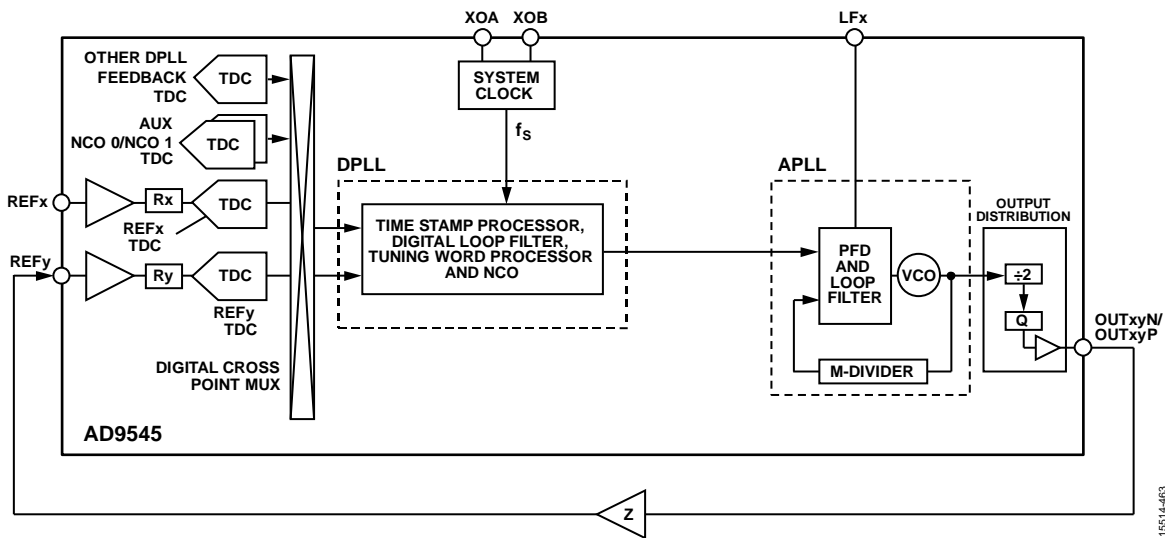 XOA
XOB
LFx
OTHER DPLL
FEEDBACK
TDC
TDC
SYSTEM
CLOCK
AUX
NCO 0/NCO 1
TDC
TDC
fS
DPLL
APLL
REFx
Rx
TDC
REFx
TDC
TIME STAMP PROCESSOR,
DIGITAL LOOP FILTER,
TUNING WORD PROCESSOR
AND NCO
OUTPUT
DISTRIBUTION
PFD
AND
LOOP
FILTER
VCO
÷2
Q
REFy
Ry
TDC
REFy
TDC
OUTxyN/
OUTxyP
M-DIVIDER
DIGITAL CROSS
POINT MUX
AD9545
Z
15514-463